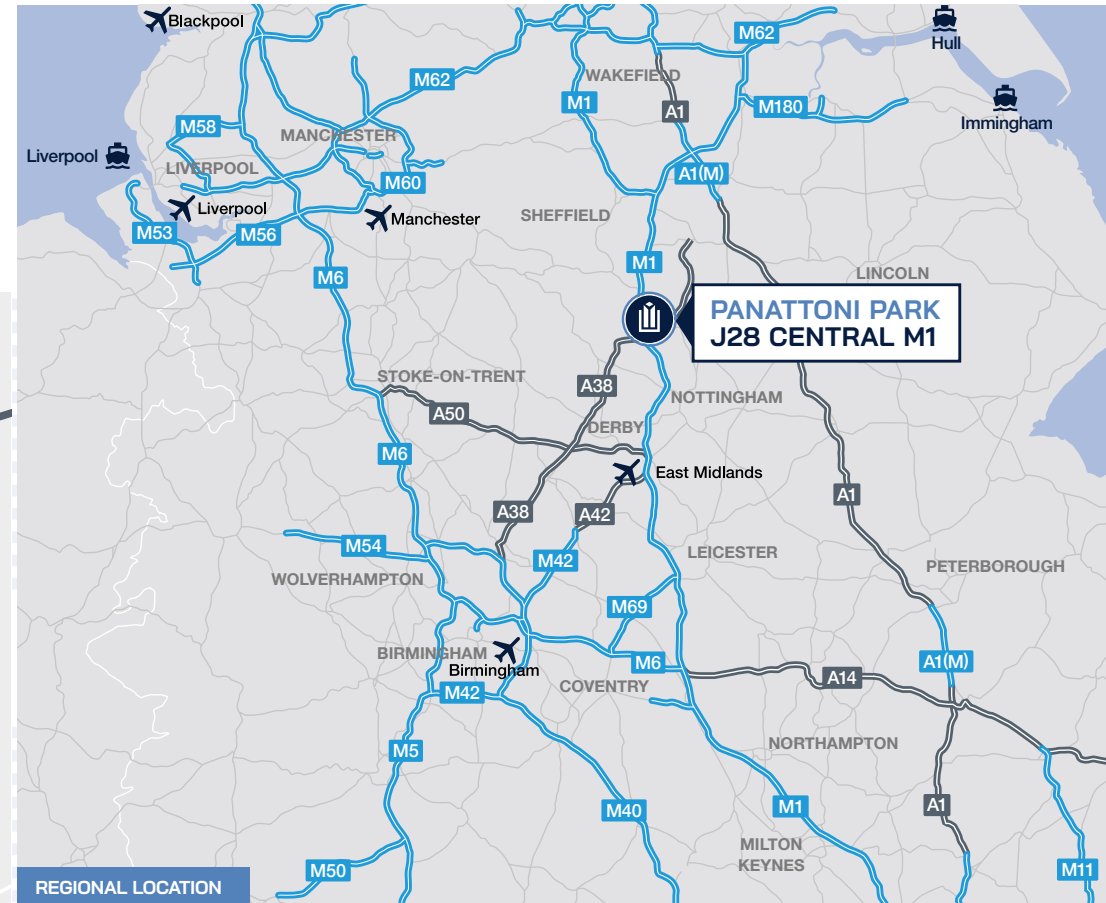 Blackpool
M62
Hull
WAKEFIELD
M62
M1
A1
M180
Immingham
M58
MANCHESTER
Liverpool
LIVERPOOL
M60
A1(M)
Liverpool
Manchester
SHEFFIELD
M53
M56
M6
M1
LINCOLN
PANATTONI PARK
J28 CENTRAL M1
STOKE-ON-TRENT
A38
NOTTINGHAM
A50
DERBY
M6
East Midlands
A1
A38
A42
M54
M42
LEICESTER
WOLVERHAMPTON
PETERBOROUGH
M69
BIRMINGHAM
Birmingham
M6
A1(M)
M42
COVENTRY
A14
M5
NORTHAMPTON
M40
M1
A1
MILTON
KEYNES
M50
M11
REGIONAL LOCATION